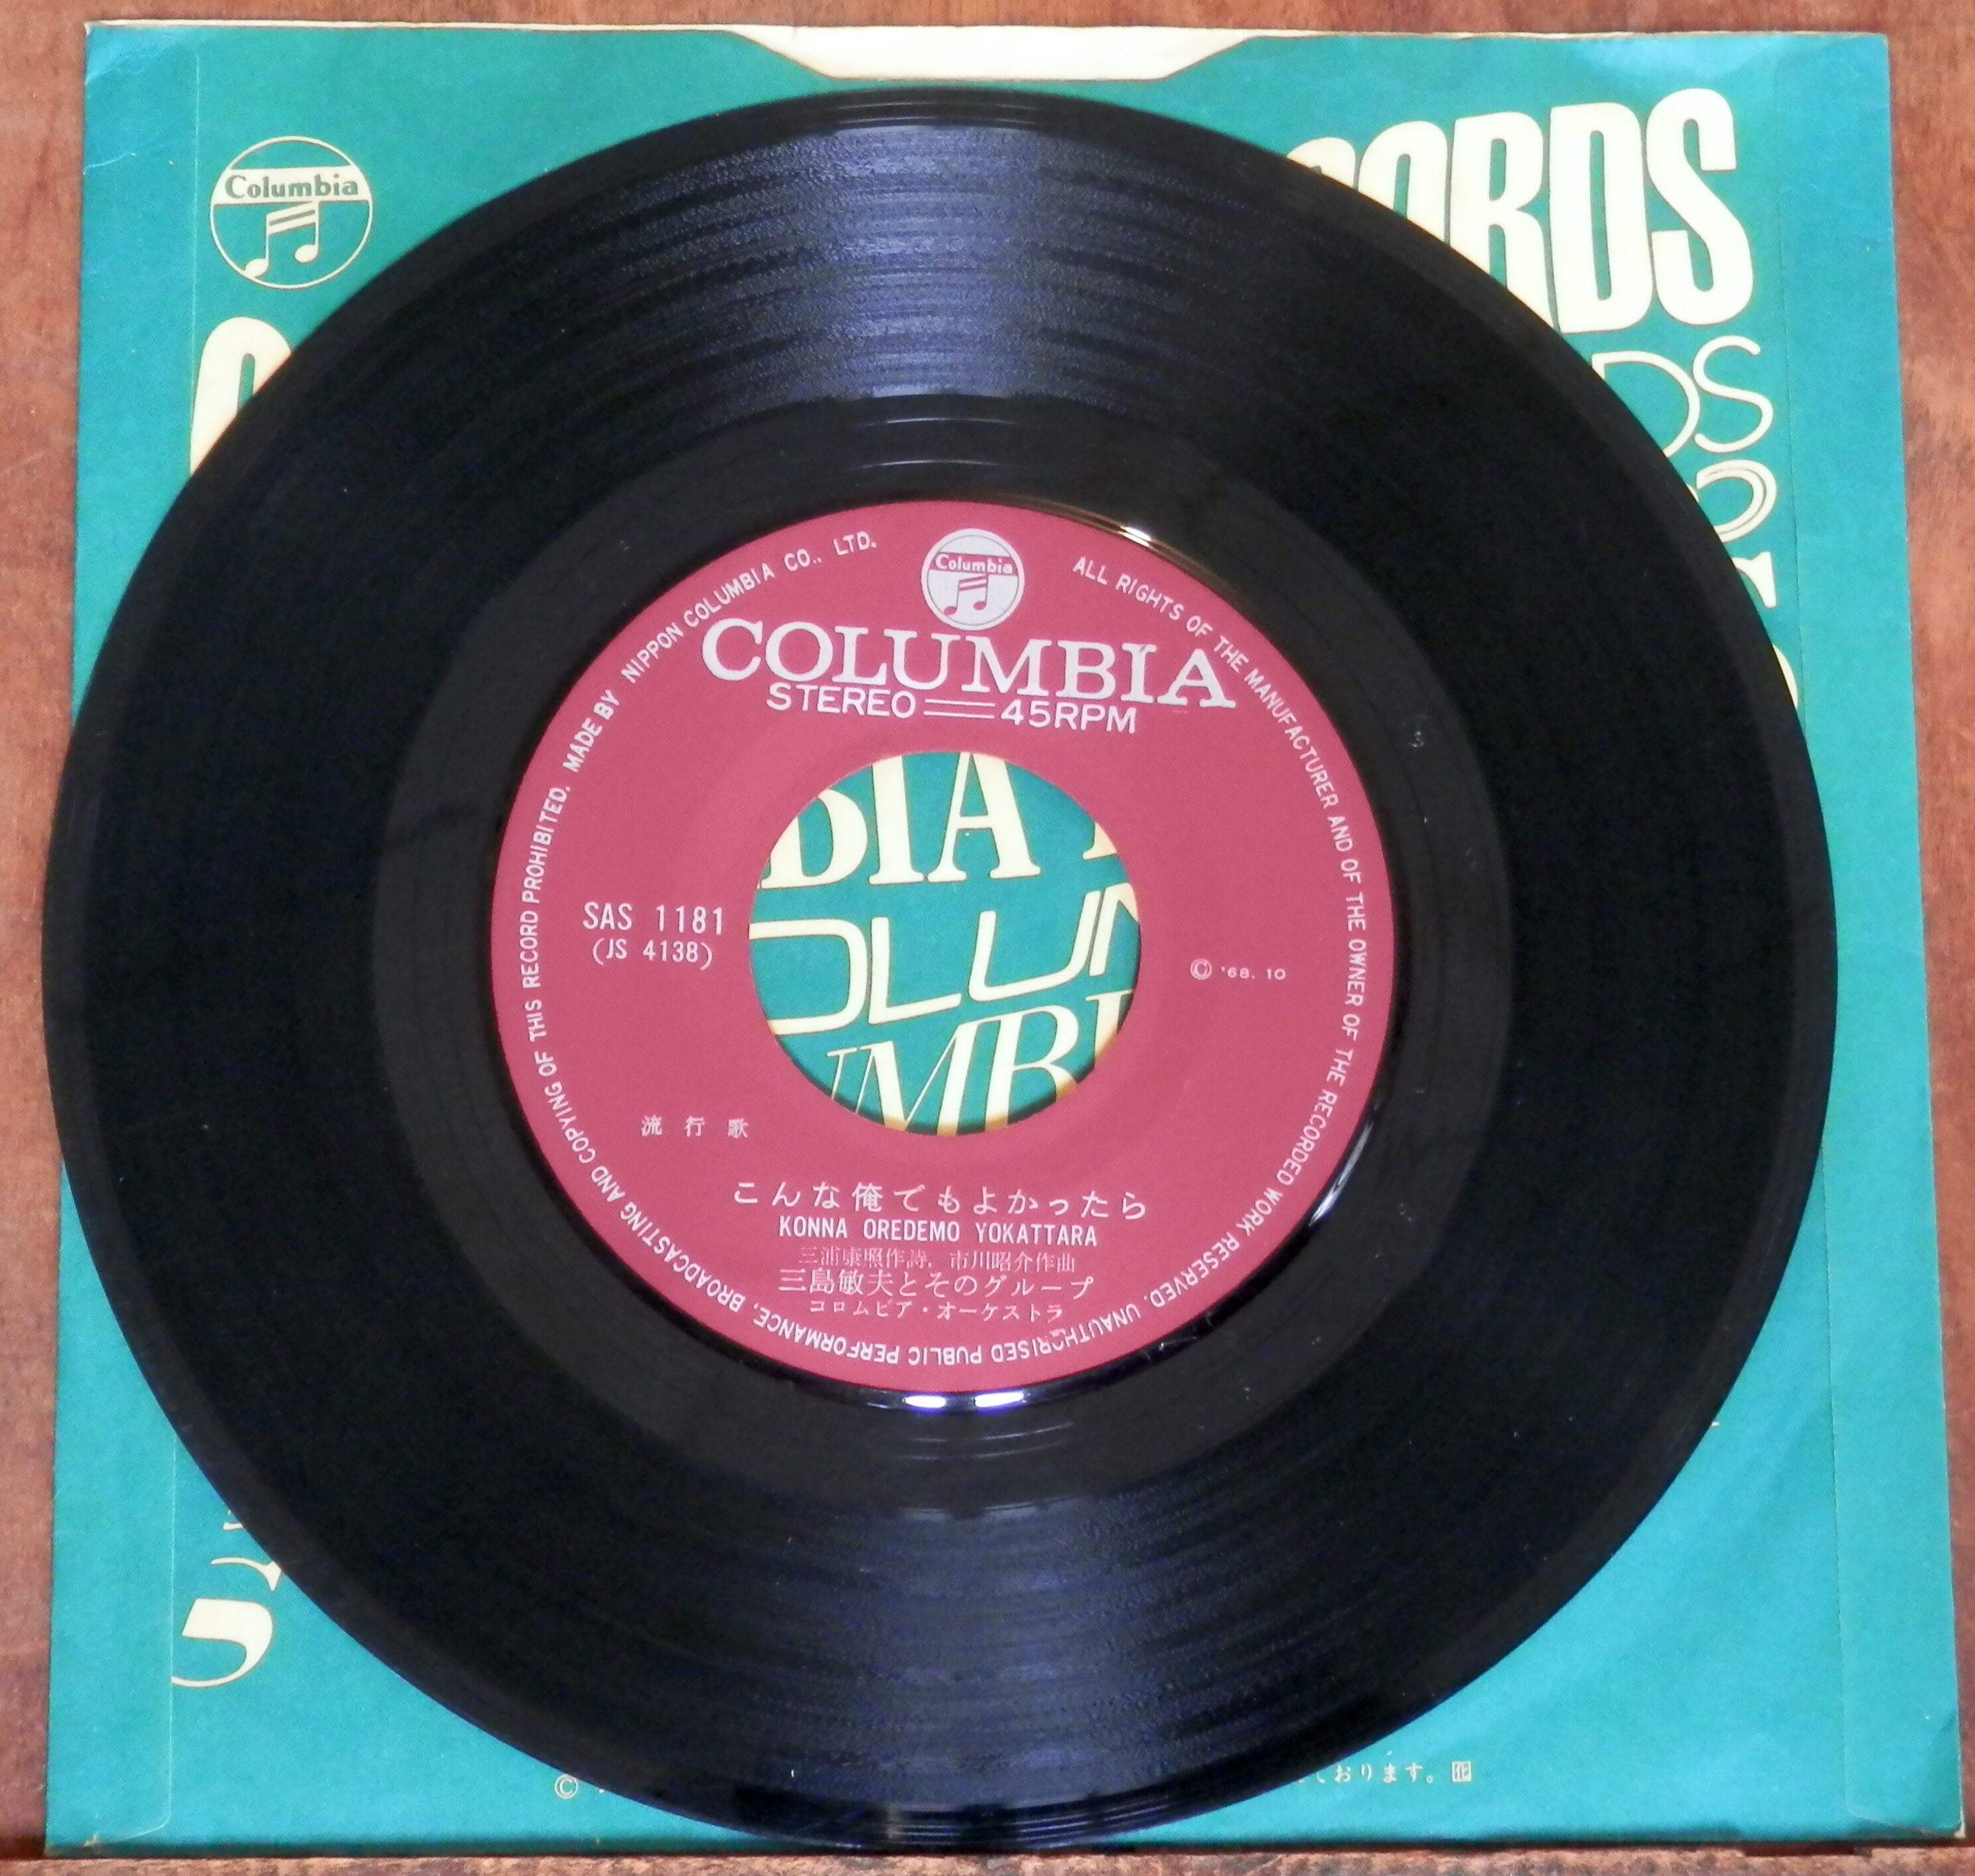 Columbia
CORDS
DS
Columbia
COLUMBIA
STEREO 45RPM
MADE BY NIPPON COLUMBIA CO., LTD.
ALL RIGHTS OF THE MANUFACTURER AND OF THE OWNER OF THE RECORDED WORK RESERVED. UNAUTHORISED PUBLIC PERFORMANCE, BROADCASTING AND COPYING OF THIS RECORD PROHIBITED.
BIA
OLUM
UMBI
SAS 1181
(JS 4138)
© '68. 10
流行歌
こんな俺でもよかったら
KONNA OREDEMO YOKATTARA
三浦康照作詩, 市川昭介作曲
三島敏夫とそのグループ
コロムビア・オーケストラ
©
ております。